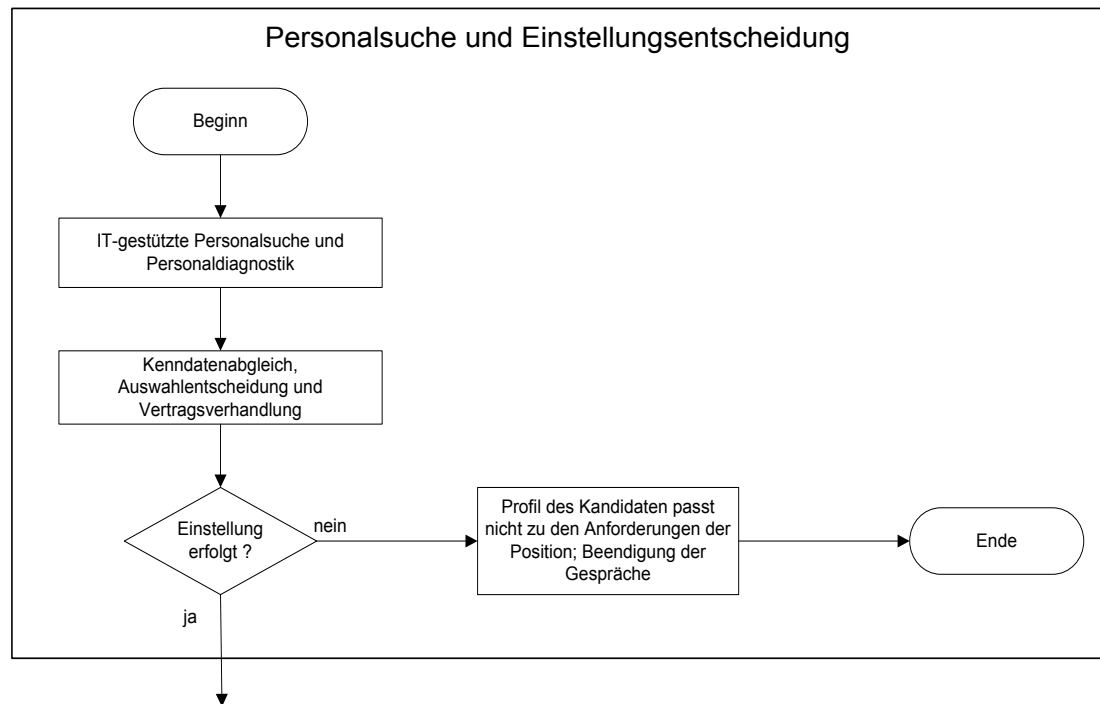 Personalsuche und Einstellungsentscheidung
Beginn
IT-gestützte Personalsuche und
Personaldiagnostik
Kenndatenabgleich,
Auswahlentscheidung und
Vertragsverhandlung
Einstellung
erfolgt ?
nein
Profil des Kandidaten passt
nicht zu den Anforderungen der
Position; Beendigung der
Gespräche
Ende
ja